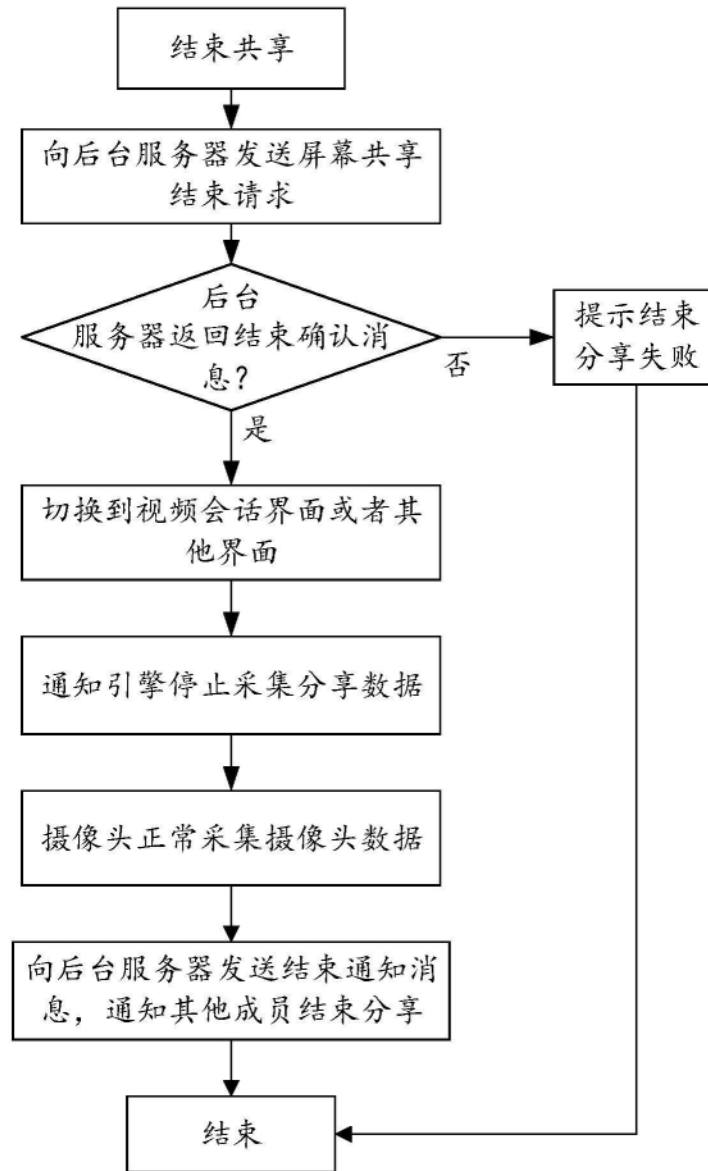 结束共享
向后台服务器发送屏幕共享
结束请求
后台
服务器返回结束确认消
息？
否
提示结束
分享失败
是
切换到视频会话界面或者其
他界面
通知引擎停止采集分享数据
摄像头正常采集摄像头数据
向后台服务器发送结束通知消
息，通知其他成员结束分享
结束